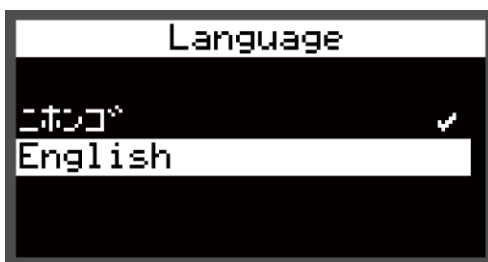 Language
ﾆﾎﾝｺﾞ ✓
English